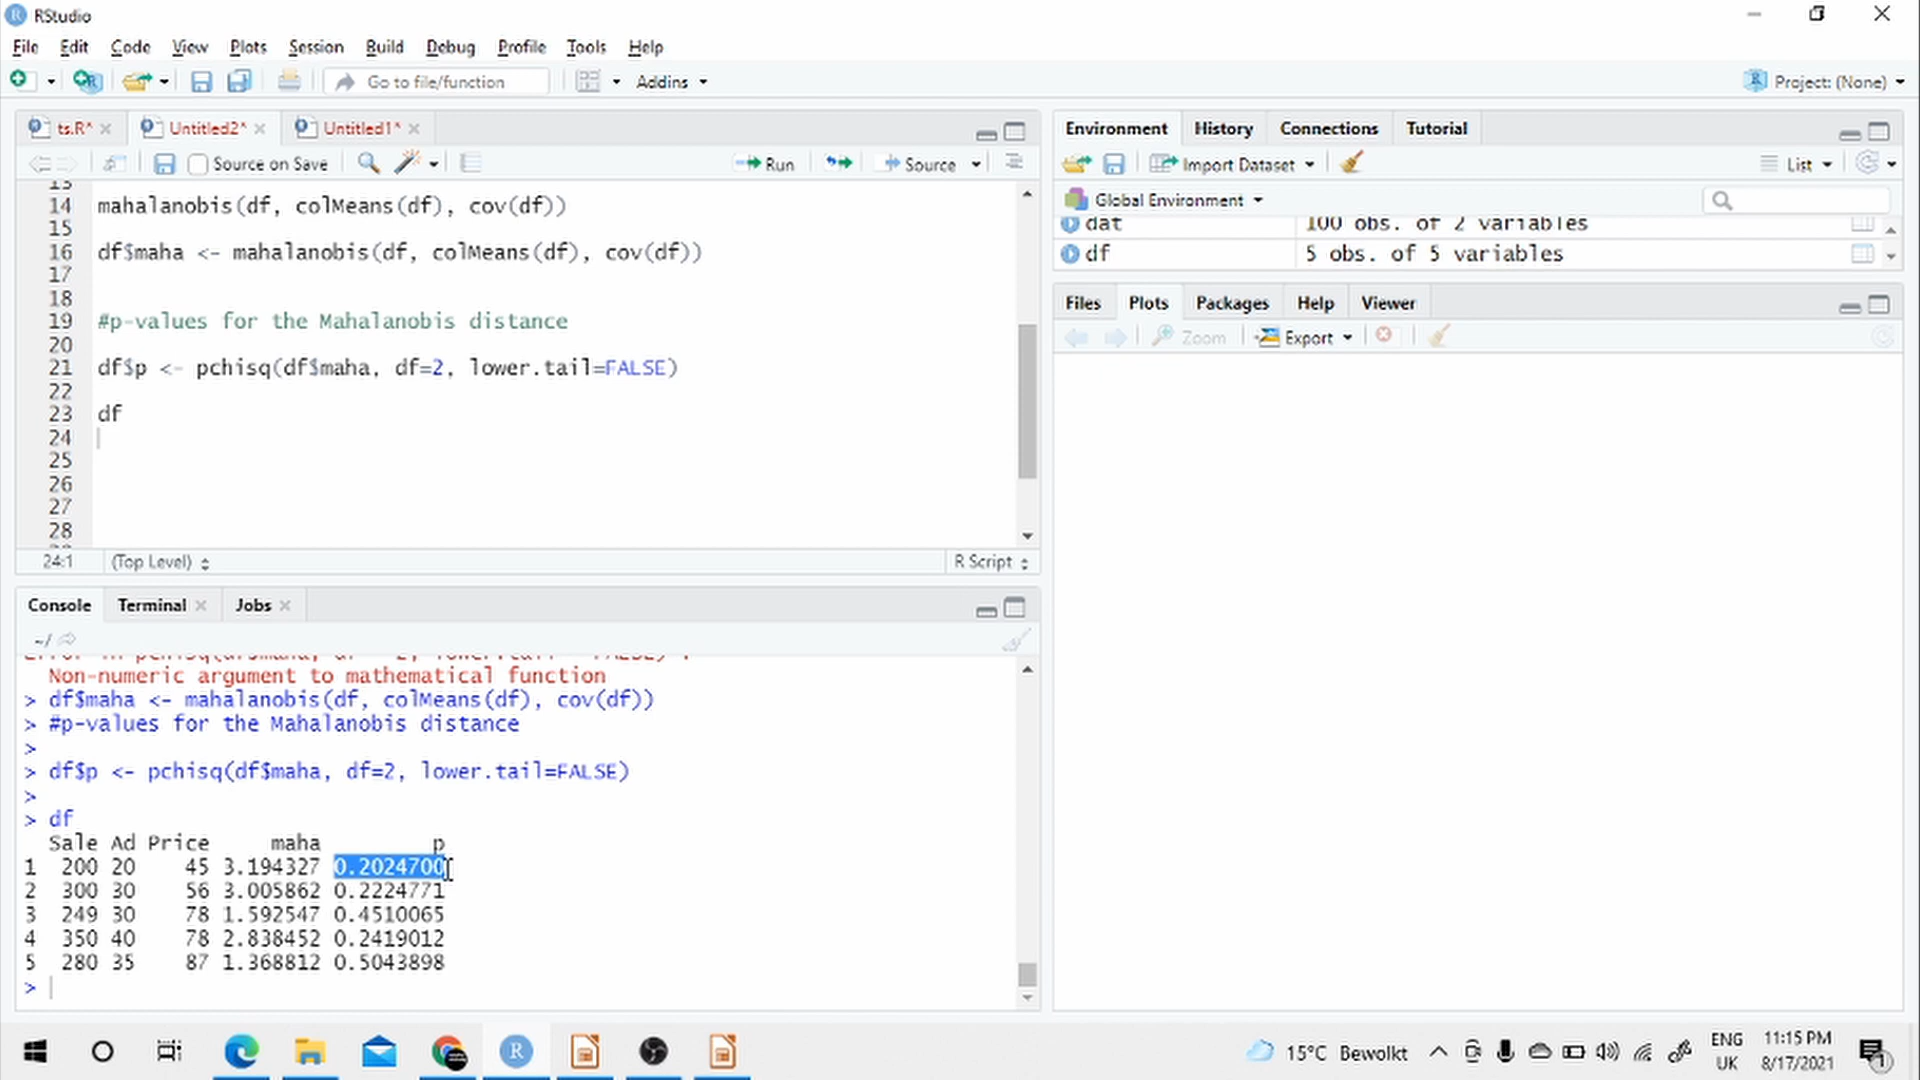 RStudio
File Edit Code View Plots Session Build Debug Profile Tools Help
Go to file/function Addins Project: (None)
ts.R* Untitled2* Untitled1*
Source on Save Run Source
13
14 mahalanobis(df, colMeans(df), cov(df))
15
16 df$maha <- mahalanobis(df, colMeans(df), cov(df))
17
18
19 #p-values for the Mahalanobis distance
20
21 df$p <- pchisq(df$maha, df=2, lower.tail=FALSE)
22
23 df
24
25
26
27
28
24:1 (Top Level) R Script
Console Terminal Jobs
~/
Non-numeric argument to mathematical function
> df$maha <- mahalanobis(df, colMeans(df), cov(df))
> #p-values for the Mahalanobis distance
>
> df$p <- pchisq(df$maha, df=2, lower.tail=FALSE)
>
> df
Sale Ad Price maha p
1 200 20 45 3.194327 0.2024700
2 300 30 56 3.005862 0.2224771
3 249 30 78 1.592547 0.4510065
4 350 40 78 2.838452 0.2419012
5 280 35 87 1.368812 0.5043898
>
Environment History Connections Tutorial
Import Dataset List
Global Environment
dat 100 obs. of 2 variables
df 5 obs. of 5 variables
Files Plots Packages Help Viewer
Zoom Export
15°C Bewolkt
ENG
UK
11:15 PM
8/17/2021
1